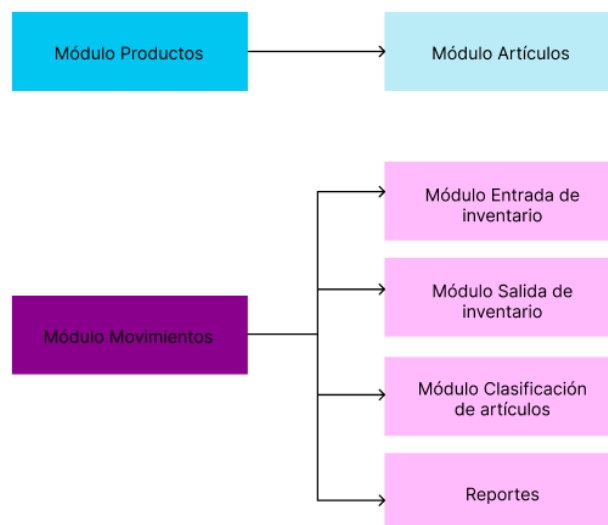 Módulo Productos
Módulo Artículos
Módulo Entrada de
inventario
Módulo Salida de
inventario
Módulo Movimientos
Módulo Clasificación
de artículos
Reportes